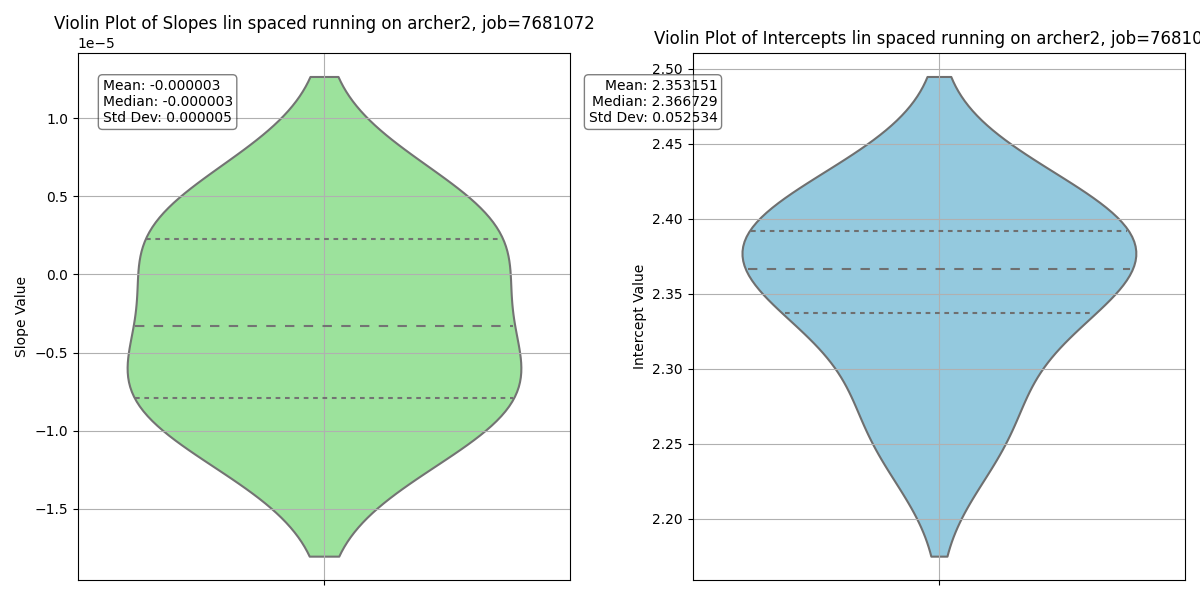 Violin Plot of Slopes lin spaced running on archer2, job=7681072
1e−5
Mean: -0.000003
Median: -0.000003
Std Dev: 0.000005
1.0
0.5
0.0
−0.5
−1.0
−1.5
Slope Value
Violin Plot of Intercepts lin spaced running on archer2, job=76810
Mean: 2.353151
Median: 2.366729
Std Dev: 0.052534
2.50
2.45
2.40
2.35
2.30
2.25
2.20
Intercept Value